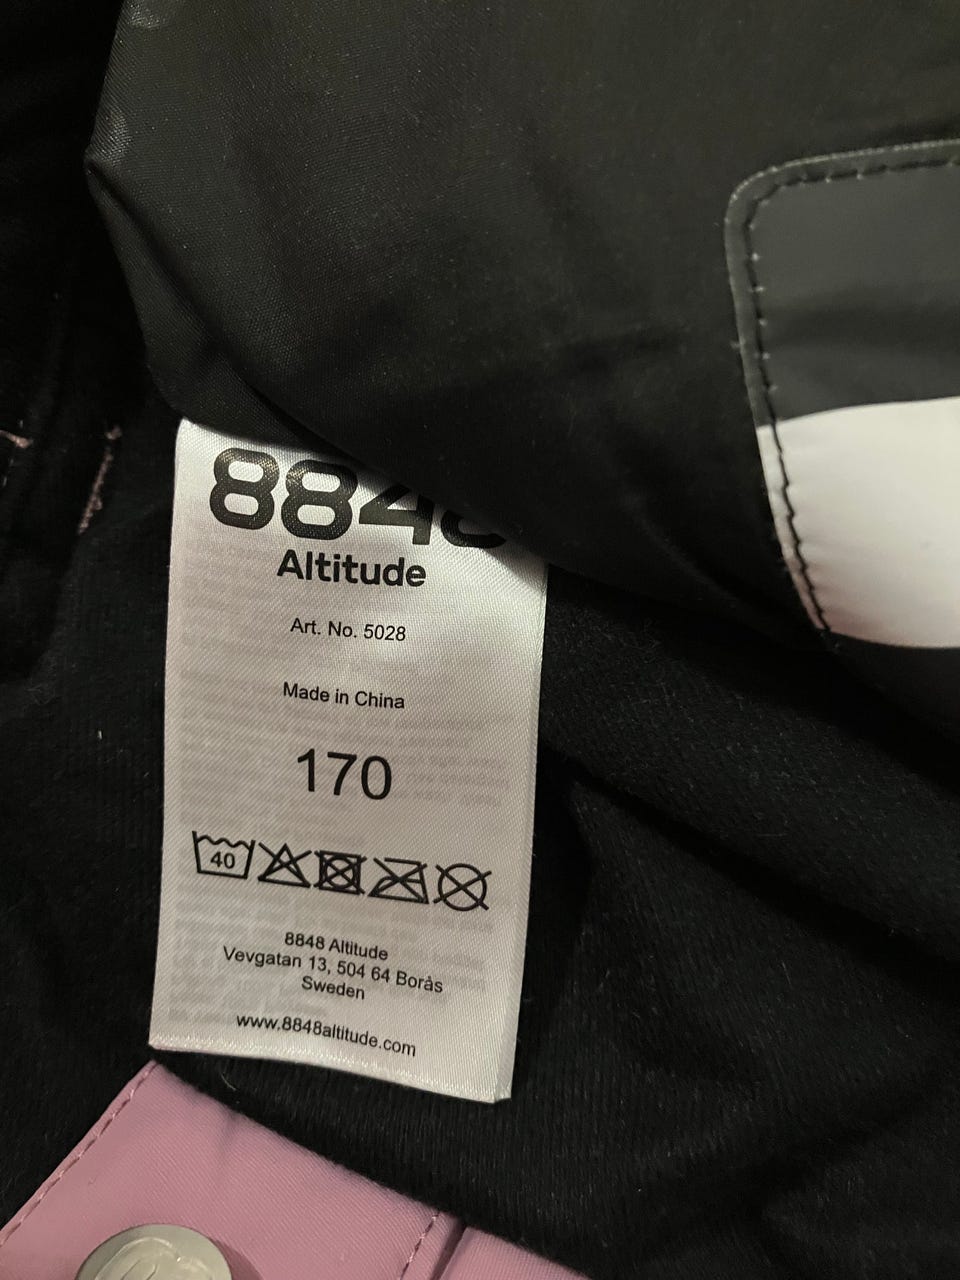 8848
Altitude
Art. No. 5028
Made in China
170
40
8848 Altitude
Vevgatan 13, 504 64 Borås
Sweden
www.8848altitude.com